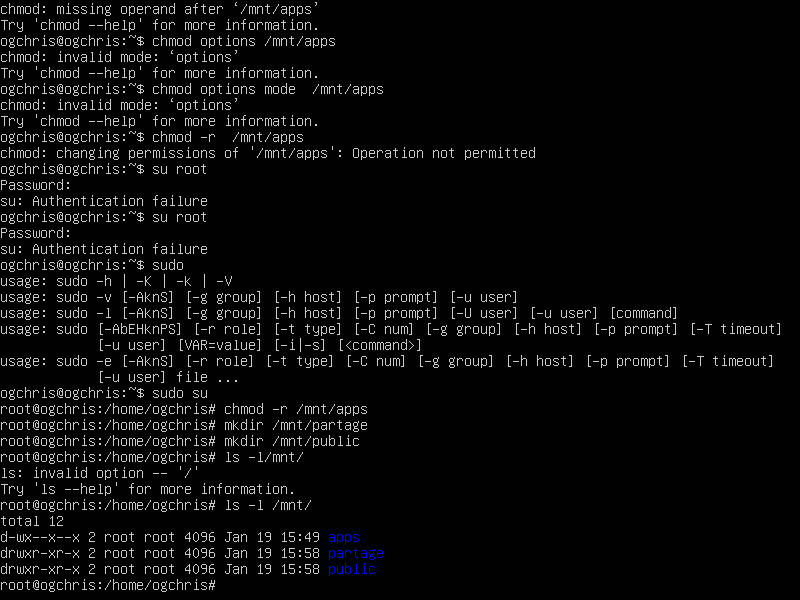 chmod: missing operand after ‘/mnt/apps’
Try 'chmod --help' for more information.
ogchris@ogchris:~$ chmod options /mnt/apps
chmod: invalid mode: ‘options’
Try 'chmod --help' for more information.
ogchris@ogchris:~$ chmod options mode  /mnt/apps
chmod: invalid mode: ‘options’
Try 'chmod --help' for more information.
ogchris@ogchris:~$ chmod -r  /mnt/apps
chmod: changing permissions of '/mnt/apps': Operation not permitted
ogchris@ogchris:~$ su root
Password:
su: Authentication failure
ogchris@ogchris:~$ su root
Password:
su: Authentication failure
ogchris@ogchris:~$ sudo
usage: sudo -h | -K | -k | -V
usage: sudo -v [-AknS] [-g group] [-h host] [-p prompt] [-u user]
usage: sudo -l [-AknS] [-g group] [-h host] [-p prompt] [-U user] [-u user] [command]
usage: sudo [-AbEHknPS] [-r role] [-t type] [-C num] [-g group] [-h host] [-p prompt] [-T timeout]
            [-u user] [VAR=value] [-i|-s] [<command>]
usage: sudo -e [-AknS] [-r role] [-t type] [-C num] [-g group] [-h host] [-p prompt] [-T timeout]
            [-u user] file ...
ogchris@ogchris:~$ sudo su
root@ogchris:/home/ogchris# chmod -r /mnt/apps
root@ogchris:/home/ogchris# mkdir /mnt/partage
root@ogchris:/home/ogchris# mkdir /mnt/public
root@ogchris:/home/ogchris# ls -l/mnt/
ls: invalid option -- '/'
Try 'ls --help' for more information.
root@ogchris:/home/ogchris# ls -l /mnt/
total 12
d-wx--x--x 2 root root 4096 Jan 19 15:49 apps
drwxr-xr-x 2 root root 4096 Jan 19 15:58 partage
drwxr-xr-x 2 root root 4096 Jan 19 15:58 public
root@ogchris:/home/ogchris#